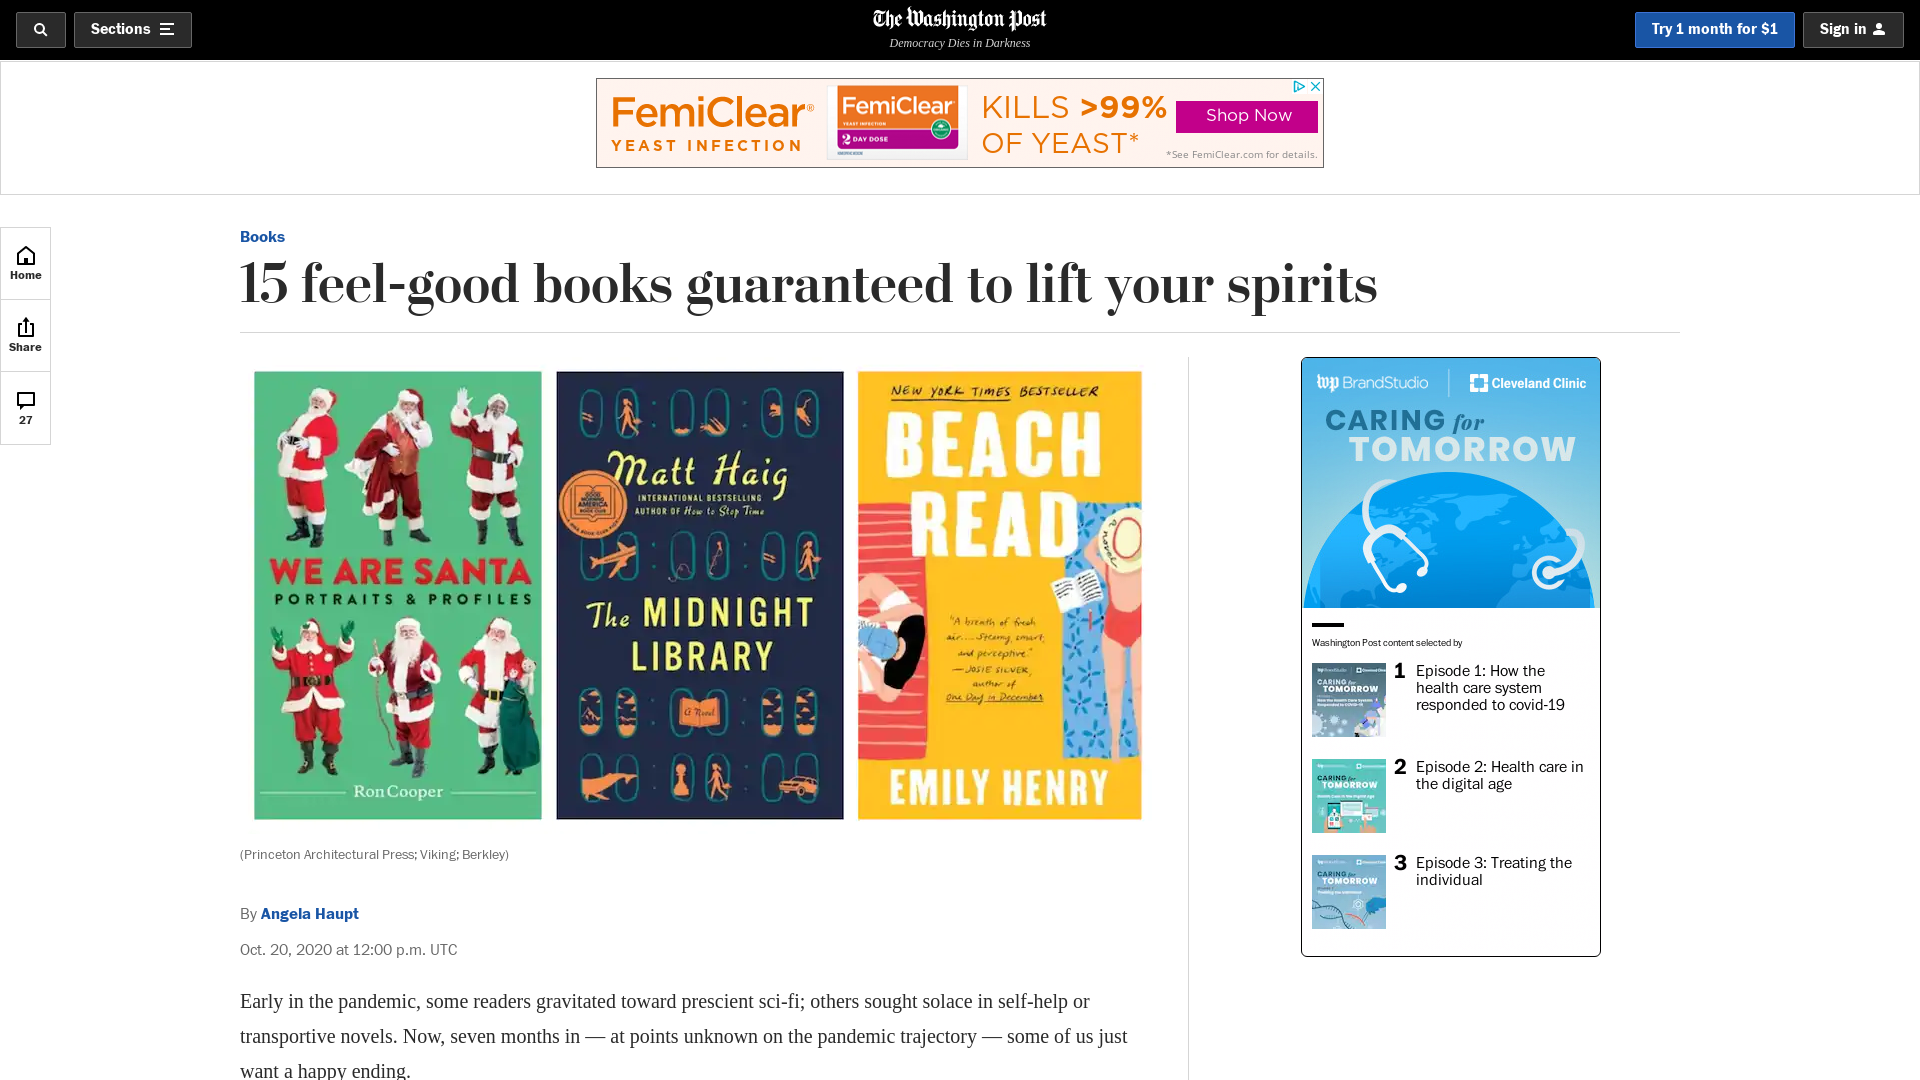 Sections
The Washington Post
Democracy Dies in Darkness
Try 1 month for $1
Sign in
FemiClear®
YEAST INFECTION
FemiClear
YEAST INFECTION
2 DAY DOSE
KILLS >99%
OF YEAST*
Shop Now
*See FemiClear.com for details.
Home
Share
27
Books
15 feel-good books guaranteed to lift your spirits
WE ARE SANTA
PORTRAITS & PROFILES
Ron Cooper
Matt Haig
INTERNATIONAL BESTSELLING
AUTHOR OF How to Stop Time
GOOD
MORNING
AMERICA
BOOK CLUB
The MIDNIGHT
LIBRARY
A Novel
NEW YORK TIMES BESTSELLER
BEACH
READ
a novel
"A breath of fresh
air.... Steamy, smart,
and perceptive."
—JOSIE SILVER,
author of
One Day in December
EMILY HENRY
(Princeton Architectural Press; Viking; Berkley)
By Angela Haupt
Oct. 20, 2020 at 12:00 p.m. UTC
Early in the pandemic, some readers gravitated toward prescient sci-fi; others sought solace in self-help or
transportive novels. Now, seven months in — at points unknown on the pandemic trajectory — some of us just
want a happy ending.
wp BrandStudio
Cleveland Clinic
CARING for
TOMORROW
Washington Post content selected by
CARING for
TOMORROW
1
Episode 1: How the
health care system
responded to covid-19
CARING for
TOMORROW
2
Episode 2: Health care in
the digital age
CARING for
TOMORROW
3
Episode 3: Treating the
individual